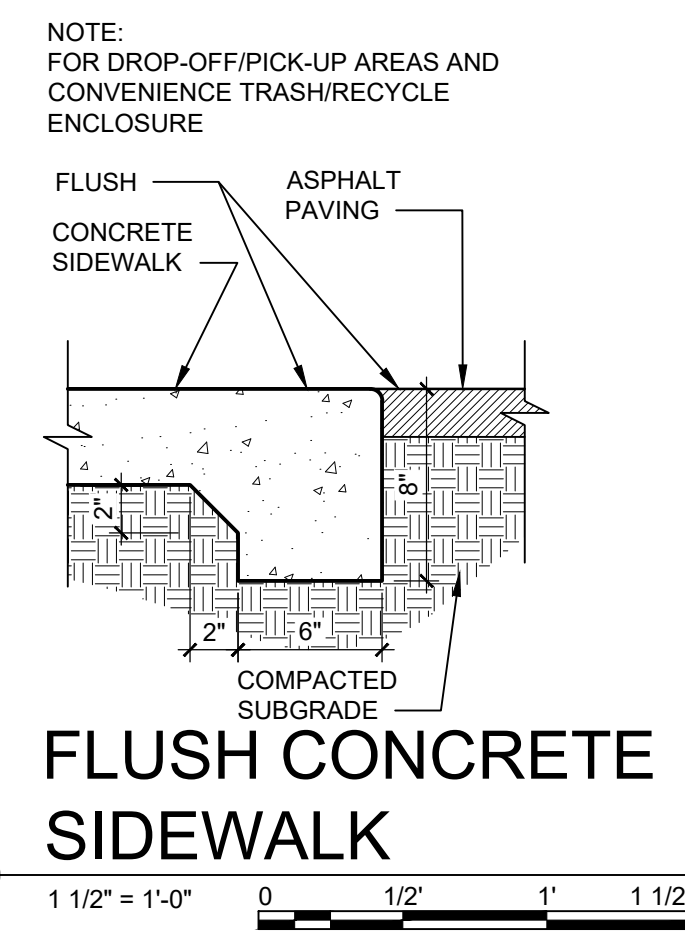 NOTE:
FOR DROP-OFF/PICK-UP AREAS AND
CONVENIENCE TRASH/RECYCLE
ENCLOSURE
FLUSH
ASPHALT
PAVING
CONCRETE
SIDEWALK
8"
2"
2"
6"
COMPACTED
SUBGRADE
FLUSH CONCRETE
SIDEWALK
1 1/2" = 1'-0"
0 1/2' 1' 1 1/2